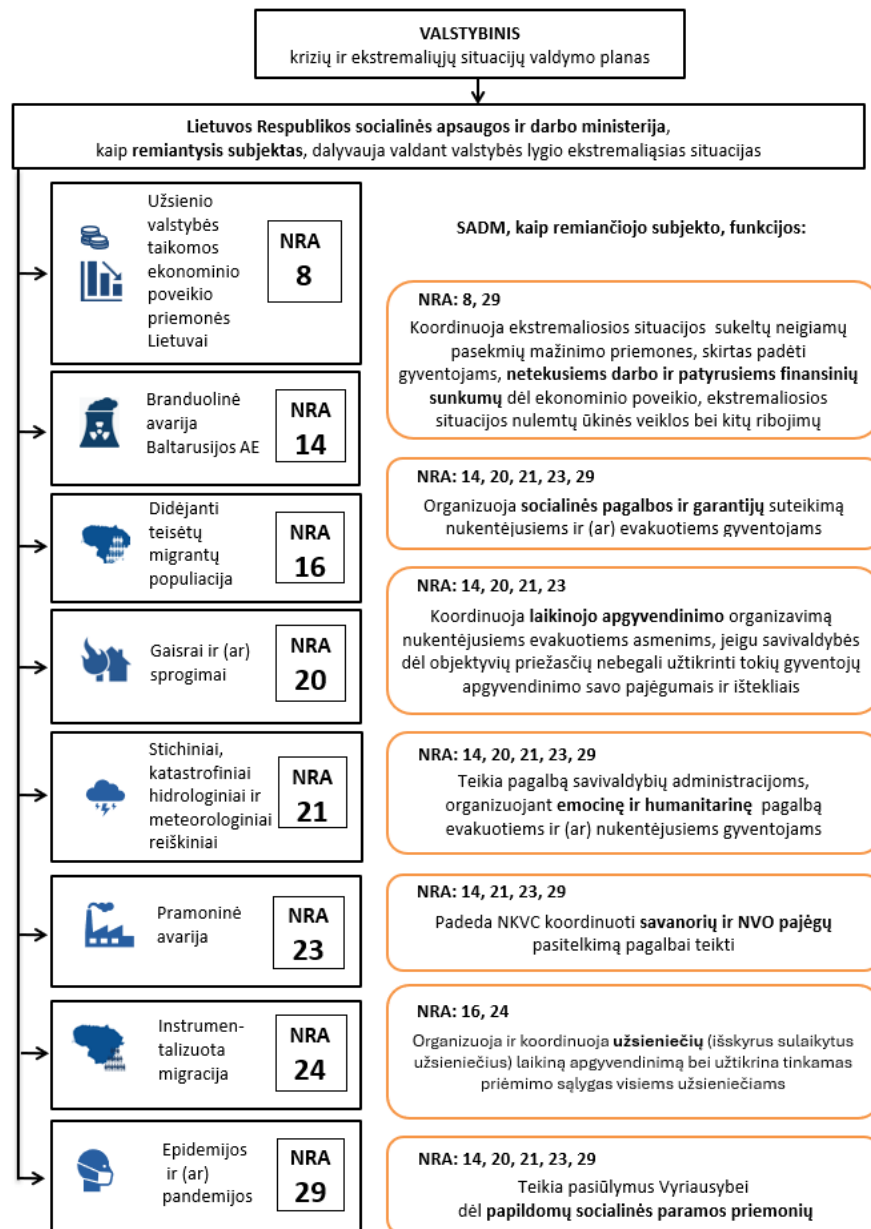 VALSTYBINIS
krizių ir ekstremaliųjų situacijų valdymo planas
Lietuvos Respublikos socialinės apsaugos ir darbo ministerija,
kaip remiantysis subjektas, dalyvauja valdant valstybės lygio ekstremaliąsias situacijas
Užsienio
valstybės
taikomos
ekonominio
poveikio
priemonės
Lietuvai
NRA
8
Branduolinė
avarija
Baltarusijos AE
NRA
14
Didėjanti
teisėtų
migrantų
populiacija
NRA
16
Gaisrai ir (ar)
sprogimai
NRA
20
Stichiniai,
katastrofiniai
hidrologiniai ir
meteorologiniai
reiškiniai
NRA
21
Pramoninė
avarija
NRA
23
Instrumen-
talizuota
migracija
NRA
24
Epidemijos
ir (ar)
pandemijos
NRA
29
SADM, kaip remiančiojo subjekto, funkcijos:
NRA: 8, 29
Koordinuoja ekstremaliosios situacijos sukeltų neigiamų
pasekmių mažinimo priemones, skirtas padėti
gyventojams, netekusiems darbo ir patyrusiems finansinių
sunkumų dėl ekonominio poveikio, ekstremaliosios
situacijos nulemtų ūkinės veiklos bei kitų ribojimų
NRA: 14, 20, 21, 23, 29
Organizuoja socialinės pagalbos ir garantijų suteikimą
nukentėjusiems ir (ar) evakuotiems gyventojams
NRA: 14, 20, 21, 23
Koordinuoja laikinojo apgyvendinimo organizavimą
nukentėjusiems evakuotiems asmenims, jeigu savivaldybės
dėl objektyvių priežasčių nebegali užtikrinti tokių gyventojų
apgyvendinimo savo pajėgumais ir ištekliais
NRA: 14, 20, 21, 23, 29
Teikia pagalbą savivaldybių administracijoms,
organizuojant emocinę ir humanitarinę pagalbą
evakuotiems ir (ar) nukentėjusiems gyventojams
NRA: 14, 21, 23, 29
Padeda NKVC koordinuoti savanorių ir NVO pajėgų
pasitelkimą pagalbai teikti
NRA: 16, 24
Organizuoja ir koordinuoja užsieniečių (išskyrus sulaikytus
užsieniečius) laikiną apgyvendinimą bei užtikrina tinkamas
priėmimo sąlygas visiems užsieniečiams
NRA: 14, 20, 21, 23, 29
Teikia pasiūlymus Vyriausybei
dėl papildomų socialinės paramos priemonių